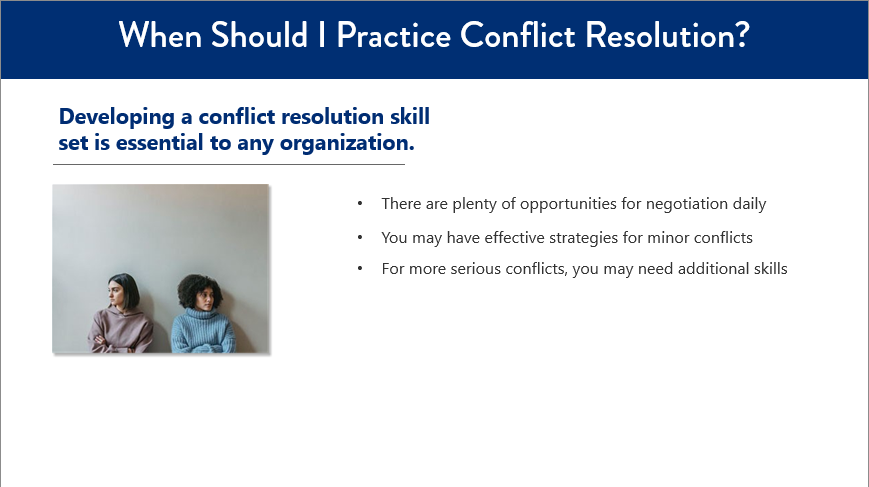 When Should I Practice Conflict Resolution?
Developing a conflict resolution skill
set is essential to any organization.
• There are plenty of opportunities for negotiation daily
• You may have effective strategies for minor conflicts
• For more serious conflicts, you may need additional skills